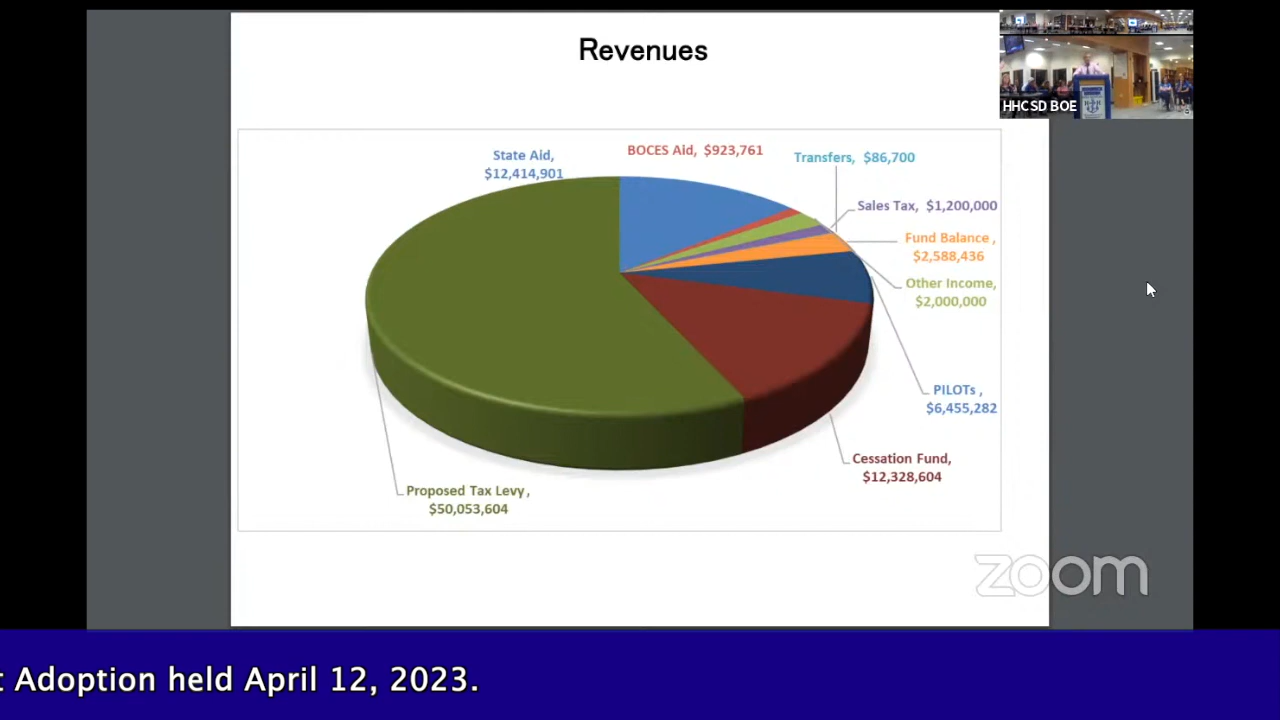 Revenues
HHCSD BOE
State Aid,
$12,414,901
BOCES Aid, $923,761
Transfers, $86,700
Sales Tax, $1,200,000
Fund Balance ,
$2,588,436
Other Income,
$2,000,000
PILOTs ,
$6,455,282
Cessation Fund,
$12,328,604
Proposed Tax Levy ,
$50,053,604
zoom
Adoption held April 12, 2023.